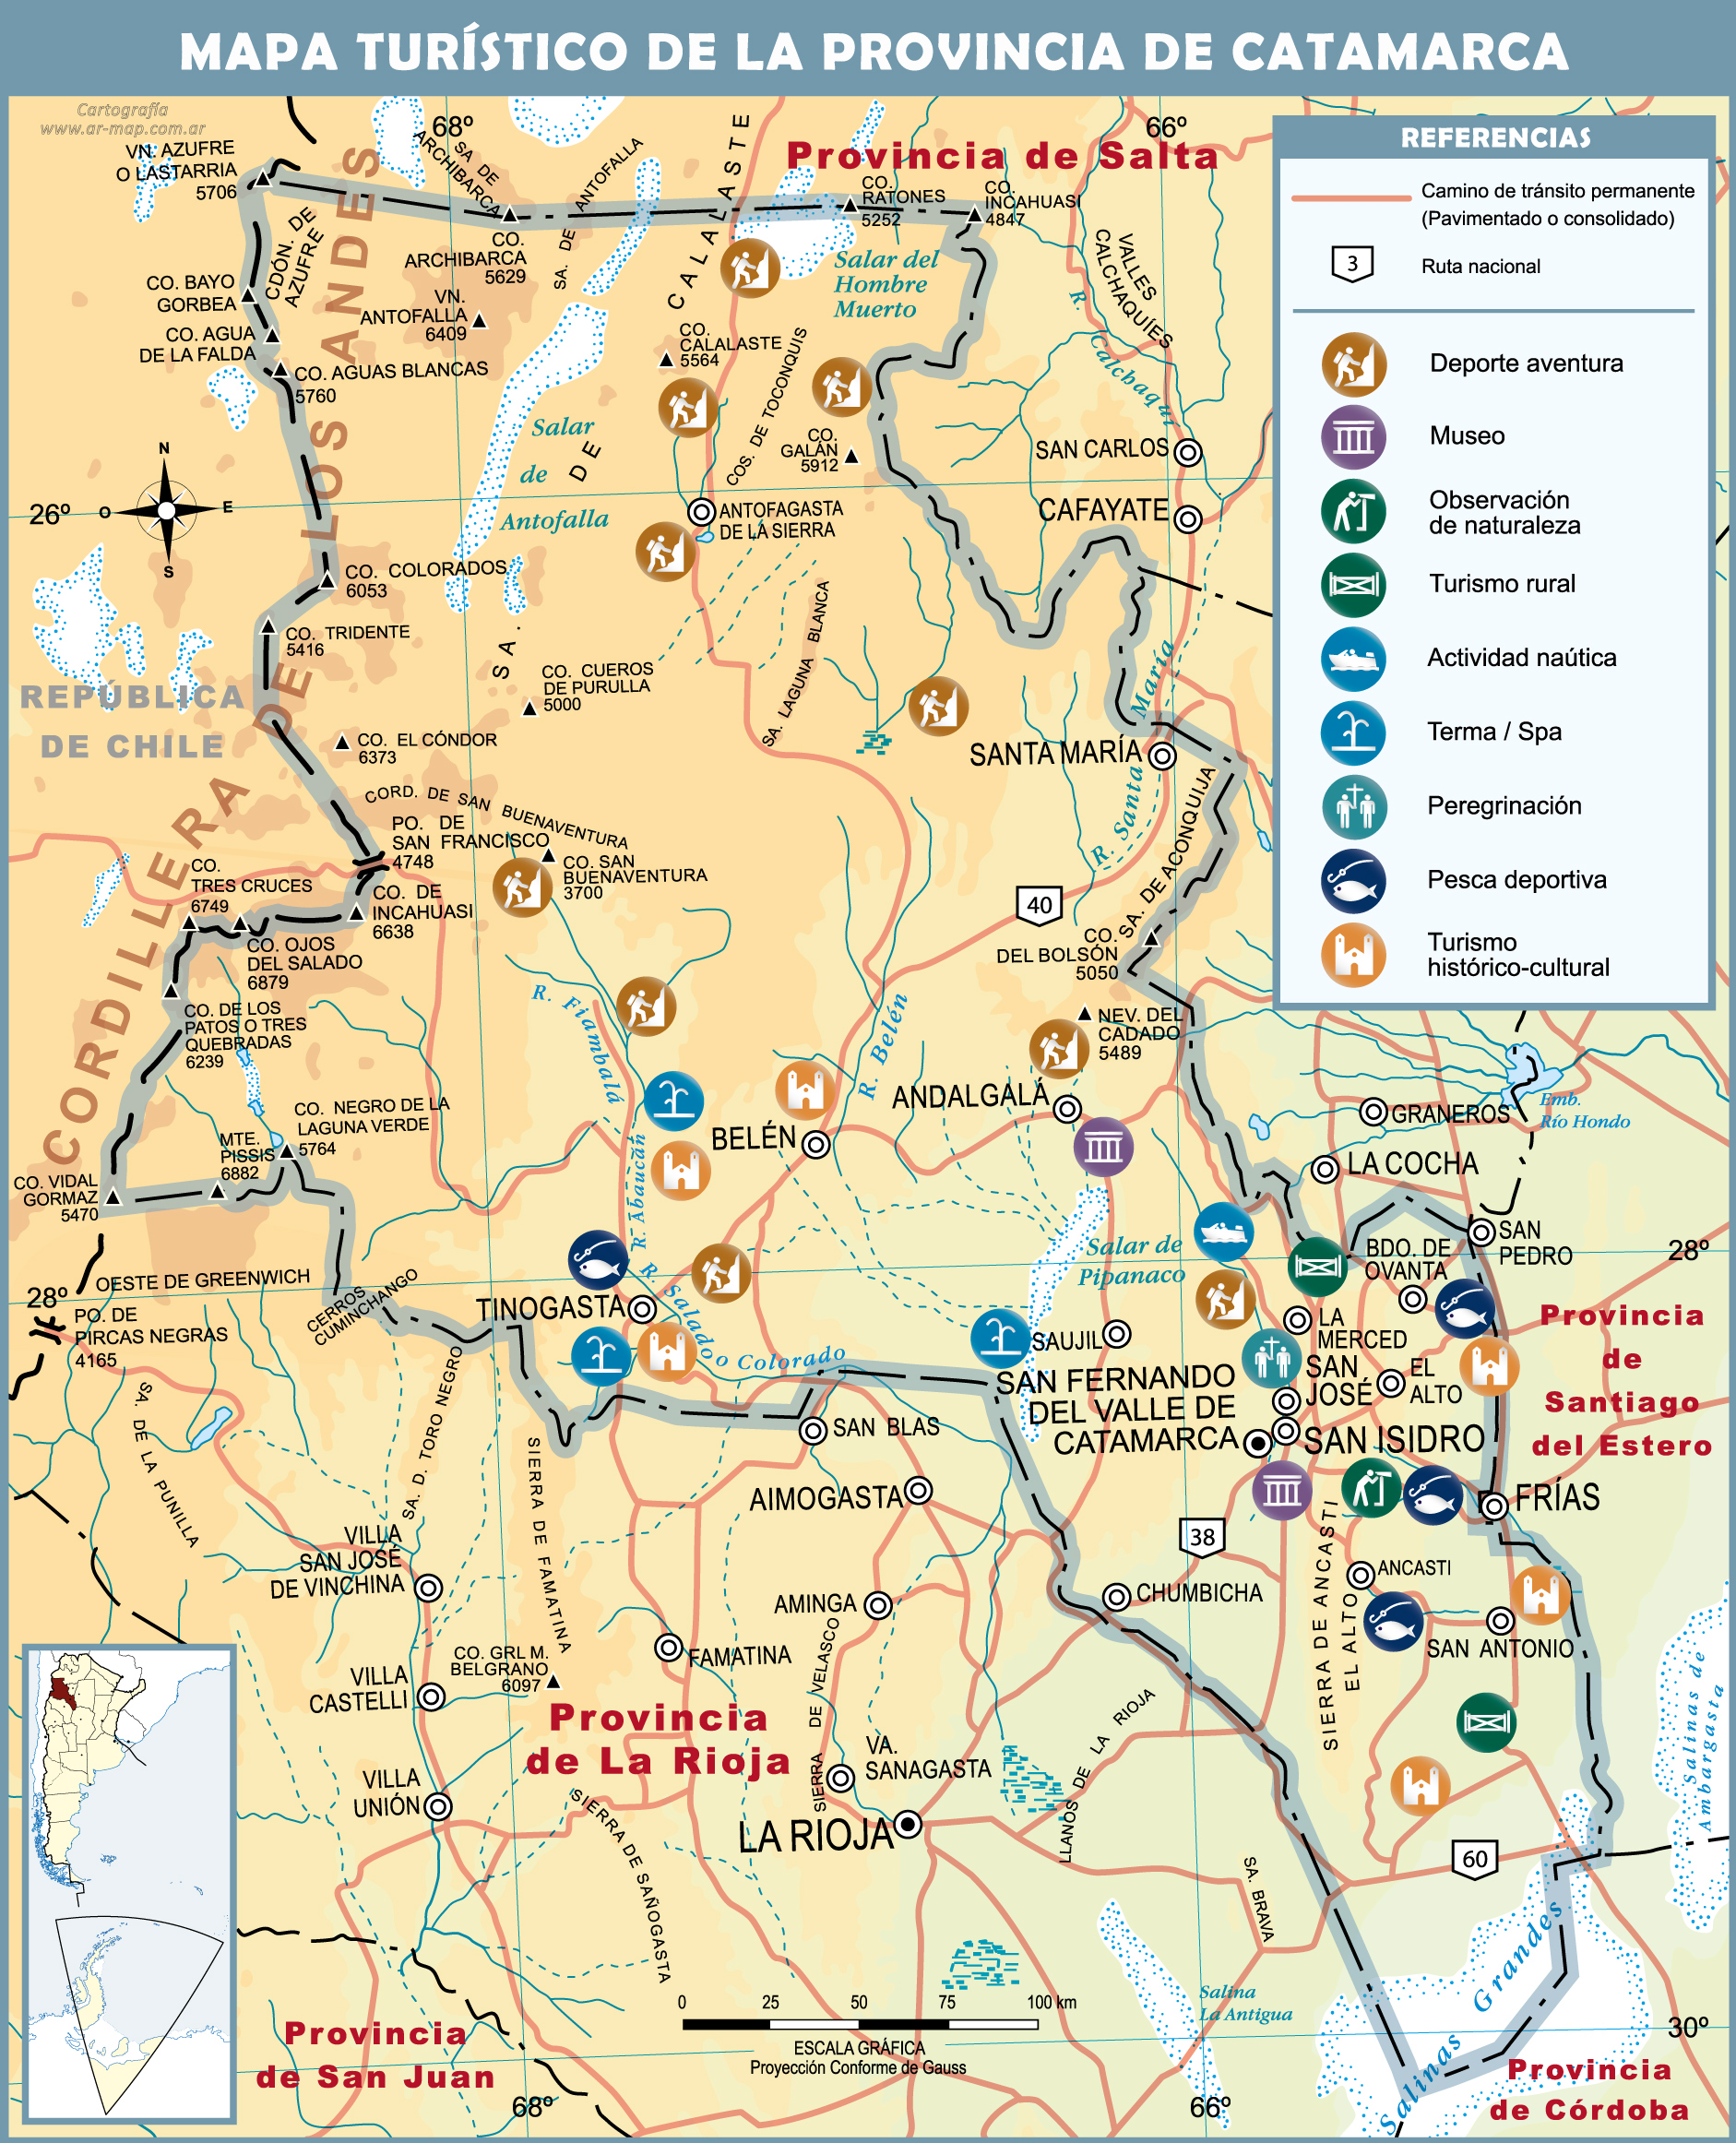 MAPA TURÍSTICO DE LA PROVINCIA DE CATAMARCA
Cartografía
www.ar-map.com.ar
68º
66º
Provincia de Salta
VN. AZUFRE
O LASTARRIA
5706
SA. DE
ARCHIBARCA
SA. DE ANTOFALLA
CALALASTE
CO.
RATONES
5252
CO.
INCAHUASI
4847
CO.
ARCHIBARCA
5629
CDÓN. DE
AZUFRE
CO. BAYO
GORBEA
VN.
ANTOFALLA
6409
CO. AGUA
DE LA FALDA
CO. AGUAS BLANCAS
5760
CO.
CALALASTE
5564
Salar del
Hombre
Muerto
VALLES
CALCHAQUÍES
R. Calchaquí
COS. DE TOCONQUIS
Salar
de
Antofalla
SA. DE
CO.
GALÁN
5912
SAN CARLOS
CAFAYATE
26º
N
O
E
S
ANTOFAGASTA
DE LA SIERRA
CO. COLORADOS
6053
CO. TRIDENTE
5416
CORDILLERA DE LOS ANDES
REPÚBLICA
DE CHILE
CO. CUEROS
DE PURULLA
5000
SA. LAGUNA BLANCA
CO. EL CÓNDOR
6373
SANTA MARÍA
R. Santa María
CORD. DE SAN BUENAVENTURA
PO. DE
SAN FRANCISCO
4748
CO. SAN
BUENAVENTURA
3700
CO.
TRES CRUCES
6749
CO. DE
INCAHUASI
6638
CO. OJOS
DEL SALADO
6879
40
SA. DE ACONQUIJA
CO.
DEL BOLSÓN
5050
CO. DE LOS
PATOS O TRES
QUEBRADAS
6239
R. Fiambalá
R. Belén
NEV. DEL
CADADO
5489
CO. NEGRO DE LA
LAGUNA VERDE
5764
MTE.
PISSIS
6882
CO. VIDAL
GORMAZ
5470
BELÉN
ANDALGALÁ
R. Abaucán
GRANEROS
Emb.
Río Hondo
LA COCHA
SAN
PEDRO
28º
28º
OESTE DE GREENWICH
CERROS
CUMINCHANGO
PO. DE
PIRCAS NEGRAS
4165
TINOGASTA
R. Salado o Colorado
Salar de
Pipanaco
BDO. DE
OVANTA
LA
MERCED
SAUJIL
SAN
JOSÉ
EL
ALTO
SAN FERNANDO
DEL VALLE DE
CATAMARCA
SAN ISIDRO
Provincia
de
Santiago
del Estero
FRÍAS
SAN BLAS
AIMOGASTA
SA. DE LA PUNILLA
SA. D. TORO NEGRO
SIERRA DE FAMATINA
VILLA
SAN JOSÉ
DE VINCHINA
38
SIERRA DE ANCASTI
EL ALTO
ANCASTI
CHUMBICHA
SAN ANTONIO
AMINGA
FAMATINA
CO. GRL M.
BELGRANO
6097
VILLA
CASTELLI
Provincia
de La Rioja
SIERRA DE VELASCO
VA.
SANAGASTA
LLANOS DE LA RIOJA
VILLA
UNIÓN
SIERRA DE SAÑOGASTA
LA RIOJA
SA. BRAVA
60
Salinas de
Ambargasta
Salinas Grandes
Salina
La Antigua
Provincia
de San Juan
0 25 50 75 100 km
ESCALA GRÁFICA
Proyección Conforme de Gauss
30º
Provincia
de Córdoba
68º
66º
REFERENCIAS
Camino de tránsito permanente
(Pavimentado o consolidado)
3
Ruta nacional
Deporte aventura
Museo
Observación
de naturaleza
Turismo rural
Actividad naútica
Terma / Spa
Peregrinación
Pesca deportiva
Turismo
histórico-cultural